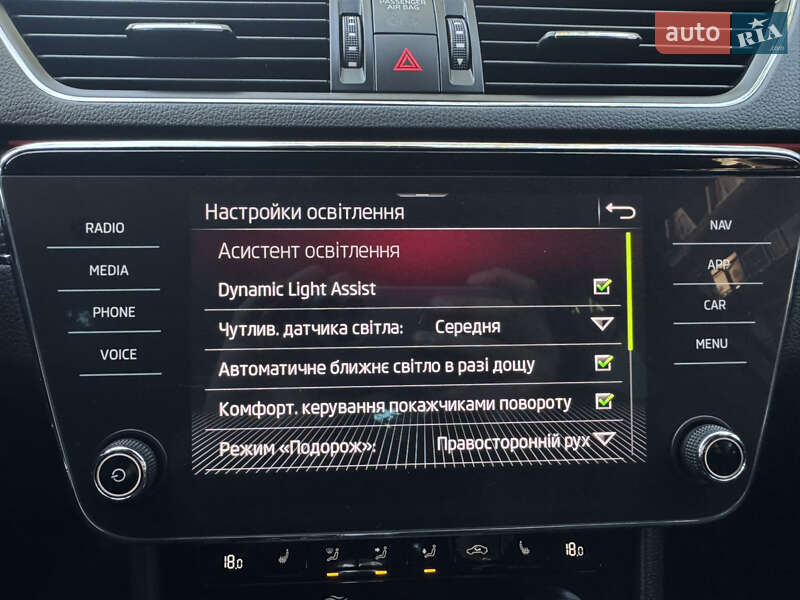 PASSENGER
AIR BAG
auto RIA
Настройки освітлення
Асистент освітлення
Dynamic Light Assist
Чутлив. датчика світла: Середня
Автоматичне ближнє світло в разі дощу
Комфорт. керування покажчиками повороту
Режим «Подорож»: Правосторонній рух
RADIO
MEDIA
PHONE
VOICE
NAV
APP
CAR
MENU
18.0
18.0